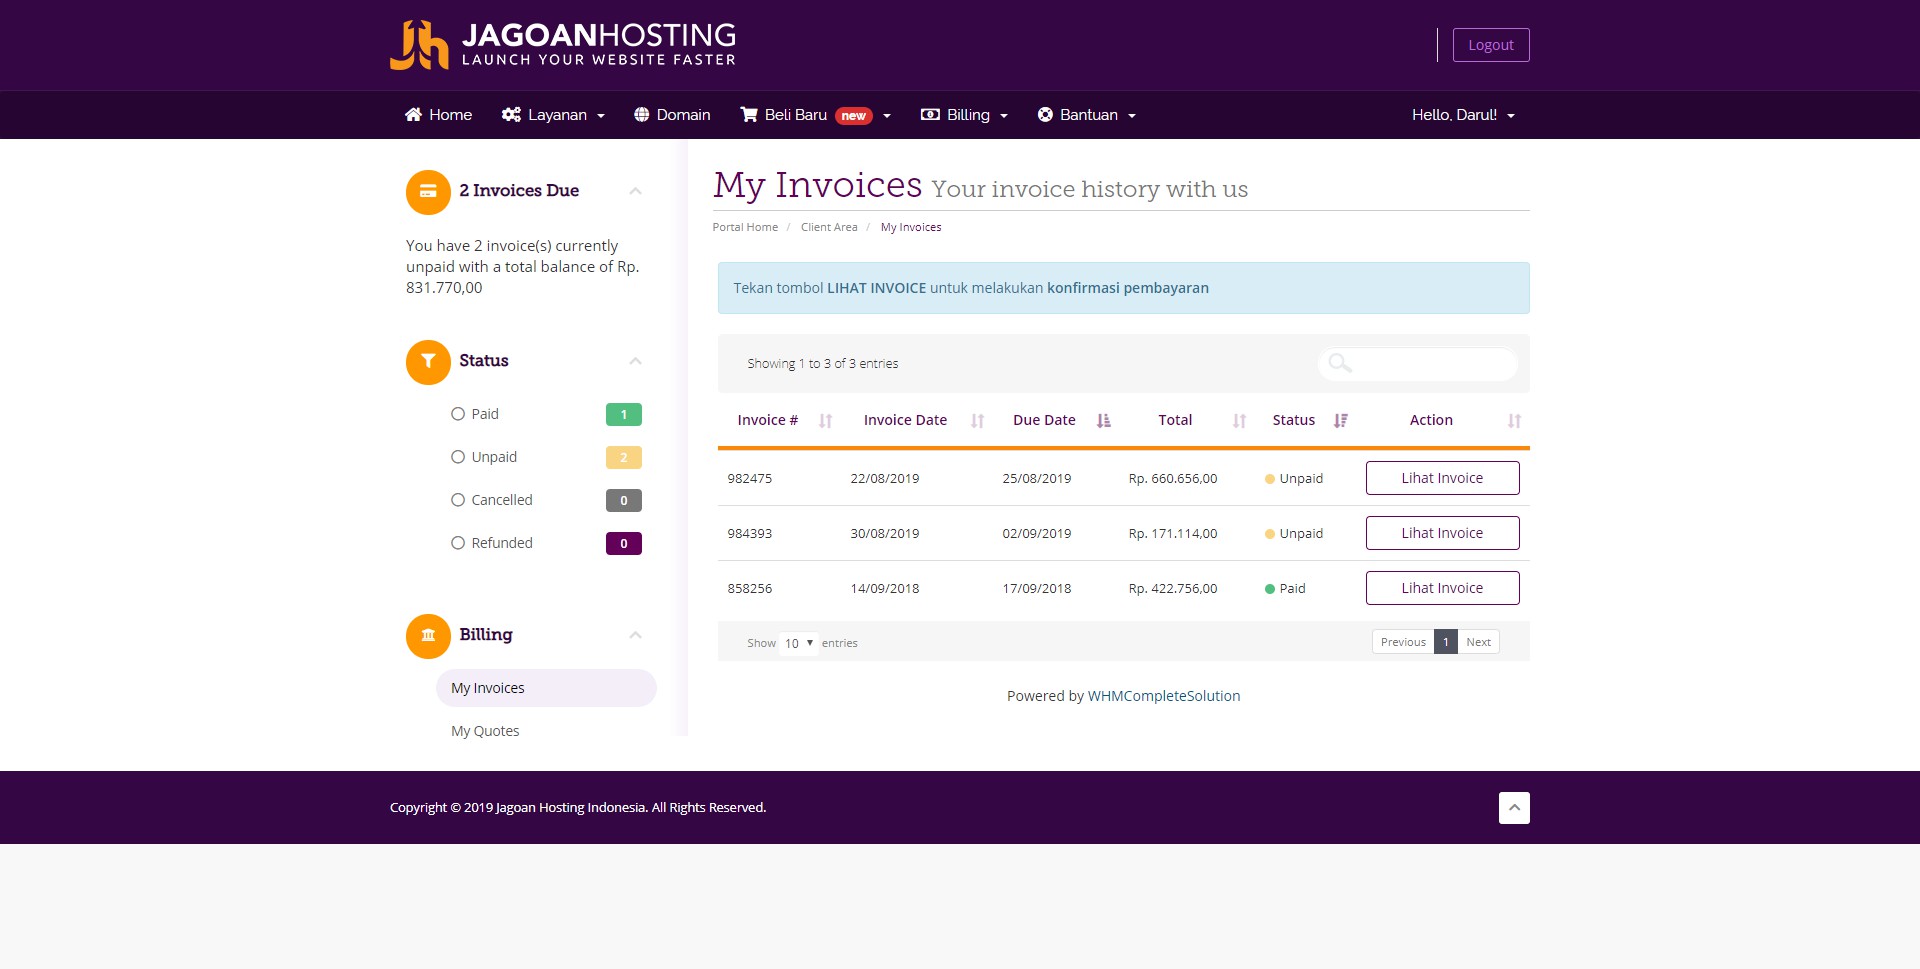 JAGOANHOSTING
LAUNCH YOUR WEBSITE FASTER
Logout
Home Layanan Domain Beli Baru new Billing Bantuan Hello, Darul!
2 Invoices Due
You have 2 invoice(s) currently
unpaid with a total balance of Rp.
831.770,00
Status
Paid 1
Unpaid 2
Cancelled 0
Refunded 0
Billing
My Invoices
My Quotes
My Invoices Your invoice history with us
Portal Home / Client Area / My Invoices
Tekan tombol LIHAT INVOICE untuk melakukan konfirmasi pembayaran
Showing 1 to 3 of 3 entries
Invoice # Invoice Date Due Date Total Status Action
982475 22/08/2019 25/08/2019 Rp. 660.656,00 Unpaid Lihat Invoice
984393 30/08/2019 02/09/2019 Rp. 171.114,00 Unpaid Lihat Invoice
858256 14/09/2018 17/09/2018 Rp. 422.756,00 Paid Lihat Invoice
Show 10 entries Previous 1 Next
Powered by WHMCompleteSolution
Copyright © 2019 Jagoan Hosting Indonesia. All Rights Reserved.